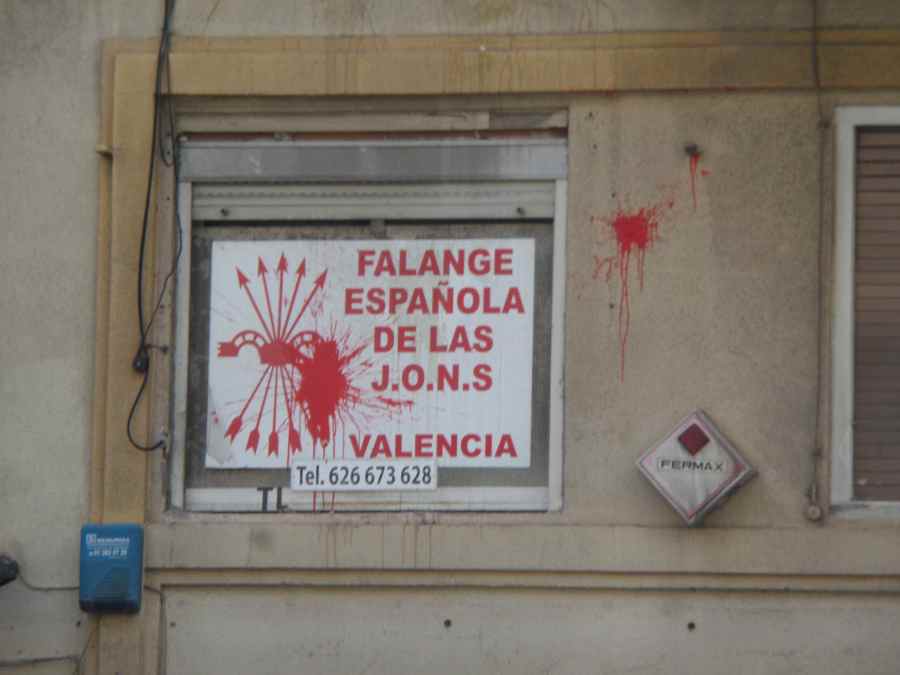 FALANGE
ESPAÑOLA
DE LAS
J.O.N.S
VALENCIA
Tel. 626 673 628
FERMAX